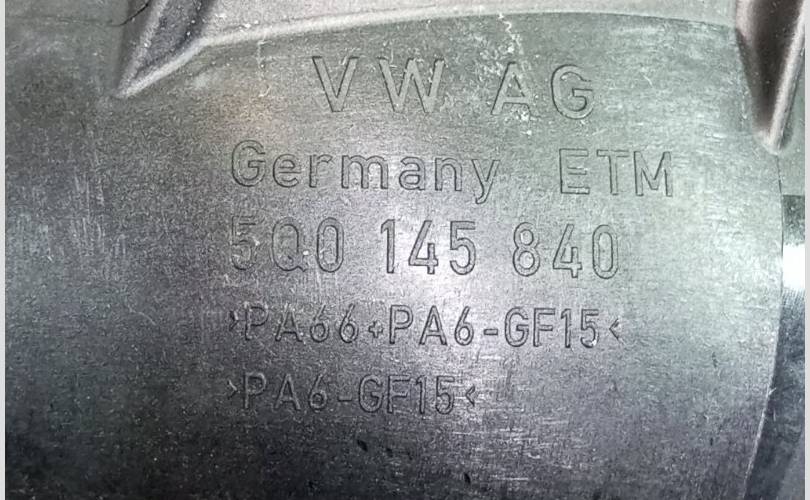 VW AG
Germany ETM
5Q0 145 840
>PA66+PA6-GF15<
>PA6-GF15<